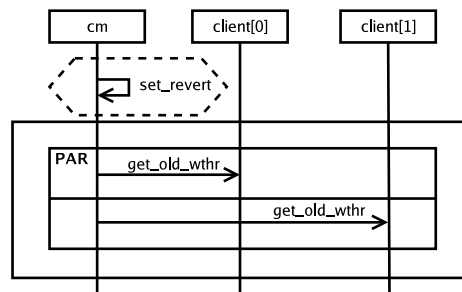 cm
client[0]
client[1]
set_revert
PAR
get_old_wthr
get_old_wthr